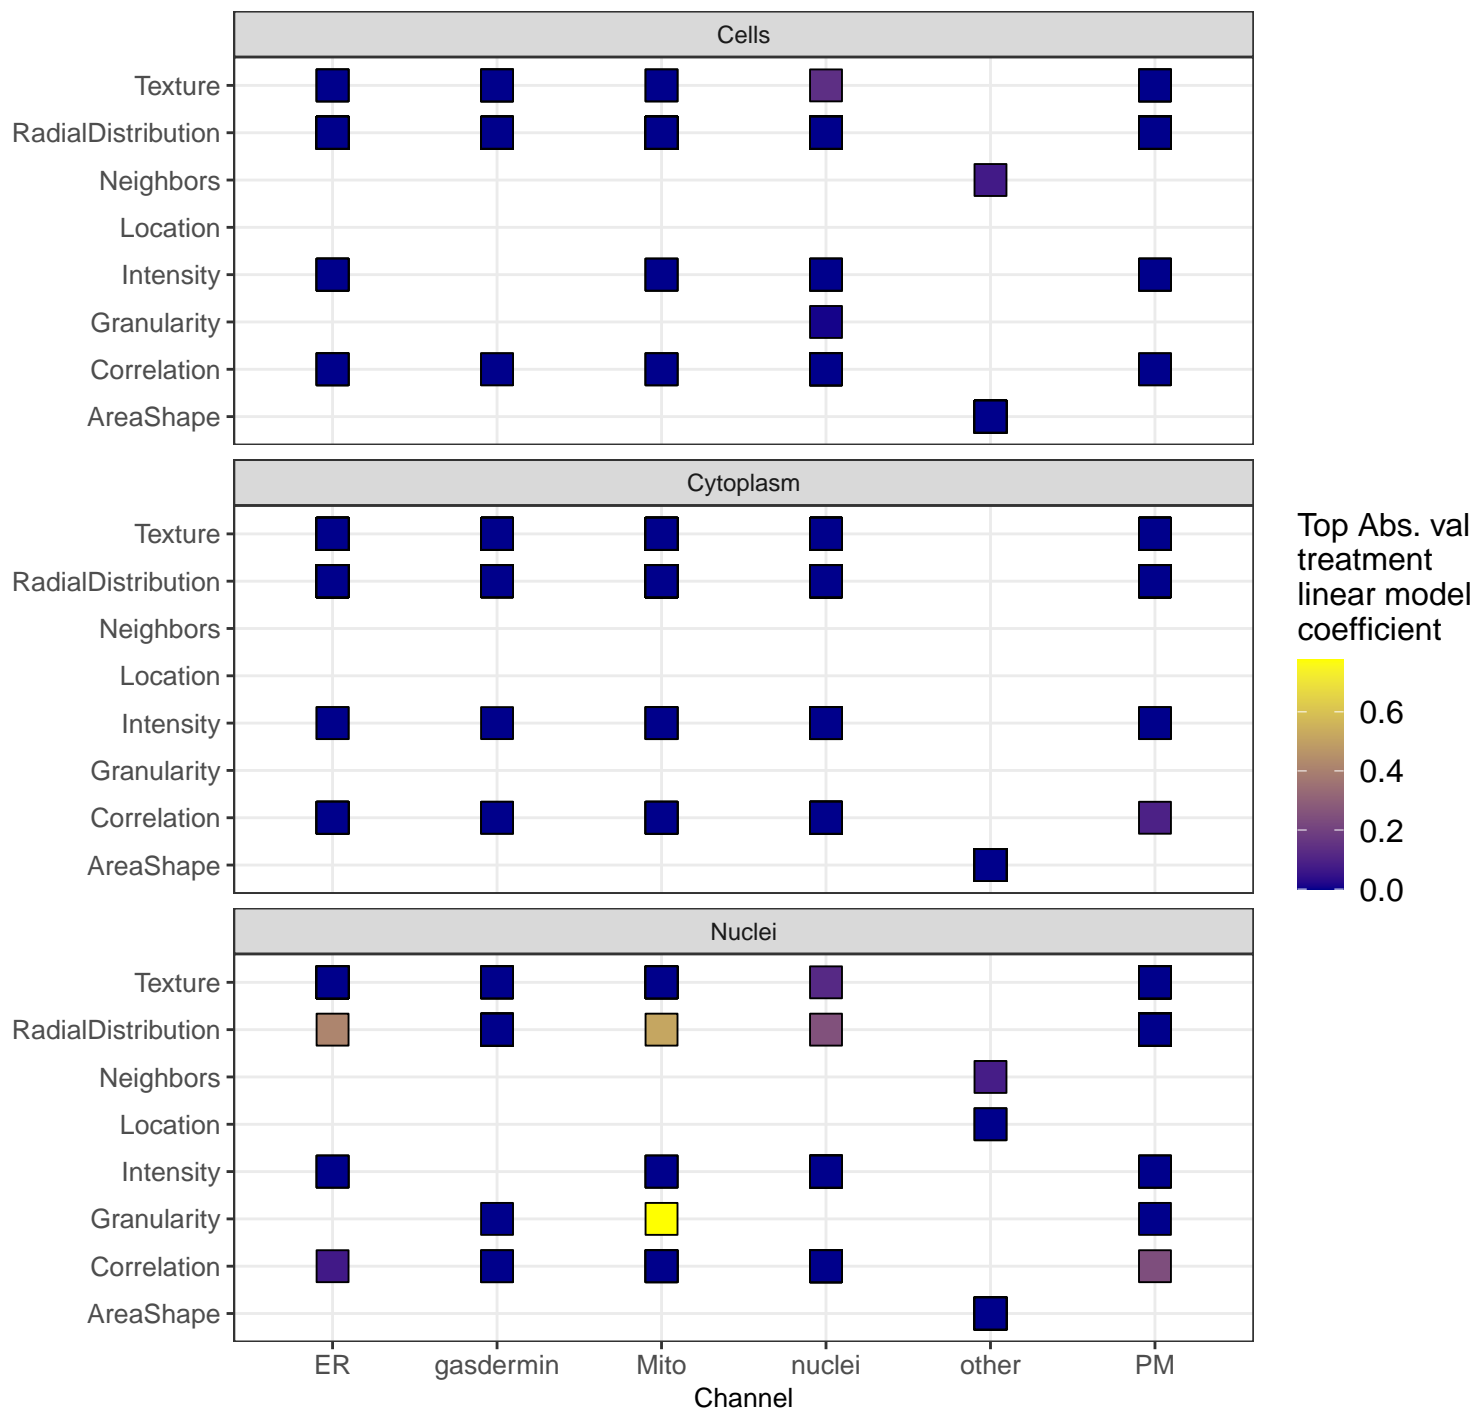 Cells
Texture
RadialDistribution
Neighbors
Location
Intensity
Granularity
Correlation
AreaShape
Cytoplasm
Texture
RadialDistribution
Neighbors
Location
Intensity
Granularity
Correlation
AreaShape
Nuclei
Texture
RadialDistribution
Neighbors
Location
Intensity
Granularity
Correlation
AreaShape
ER gasdermin Mito nuclei other PM
Channel
Top Abs. val
treatment
linear model
coefficient
0.6
0.4
0.2
0.0